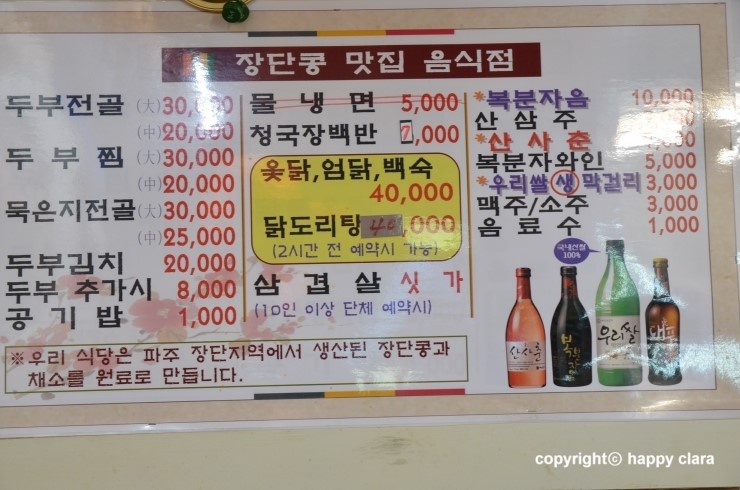 장단콩 맛집 음식점
두부전골 (大) 30,000
(中) 20,000
두부찜 (大) 30,000
(中) 20,000
묵은지전골 (大) 30,000
(中) 25,000
두부김치 20,000
두부 추가시 8,000
공기밥 1,000
물냉면 5,000
청국장백반 7,000
옻닭,엄닭,백숙
40,000
닭도리탕 40,000
(2시간 전 예약시 가능)
삼겹살 싯가
(10인 이상 단체 예약시)
*복분자음 10,000
산삼주
*산사춘
복분자와인 5,000
*우리쌀 생 막걸리 3,000
맥주/소주 3,000
음료수 1,000
국내산쌀
100%
산사춘
우리쌀
대포
※우리 식당은 파주 장단지역에서 생산된 장단콩과
채소를 원료로 만듭니다.
copyright© happy clara